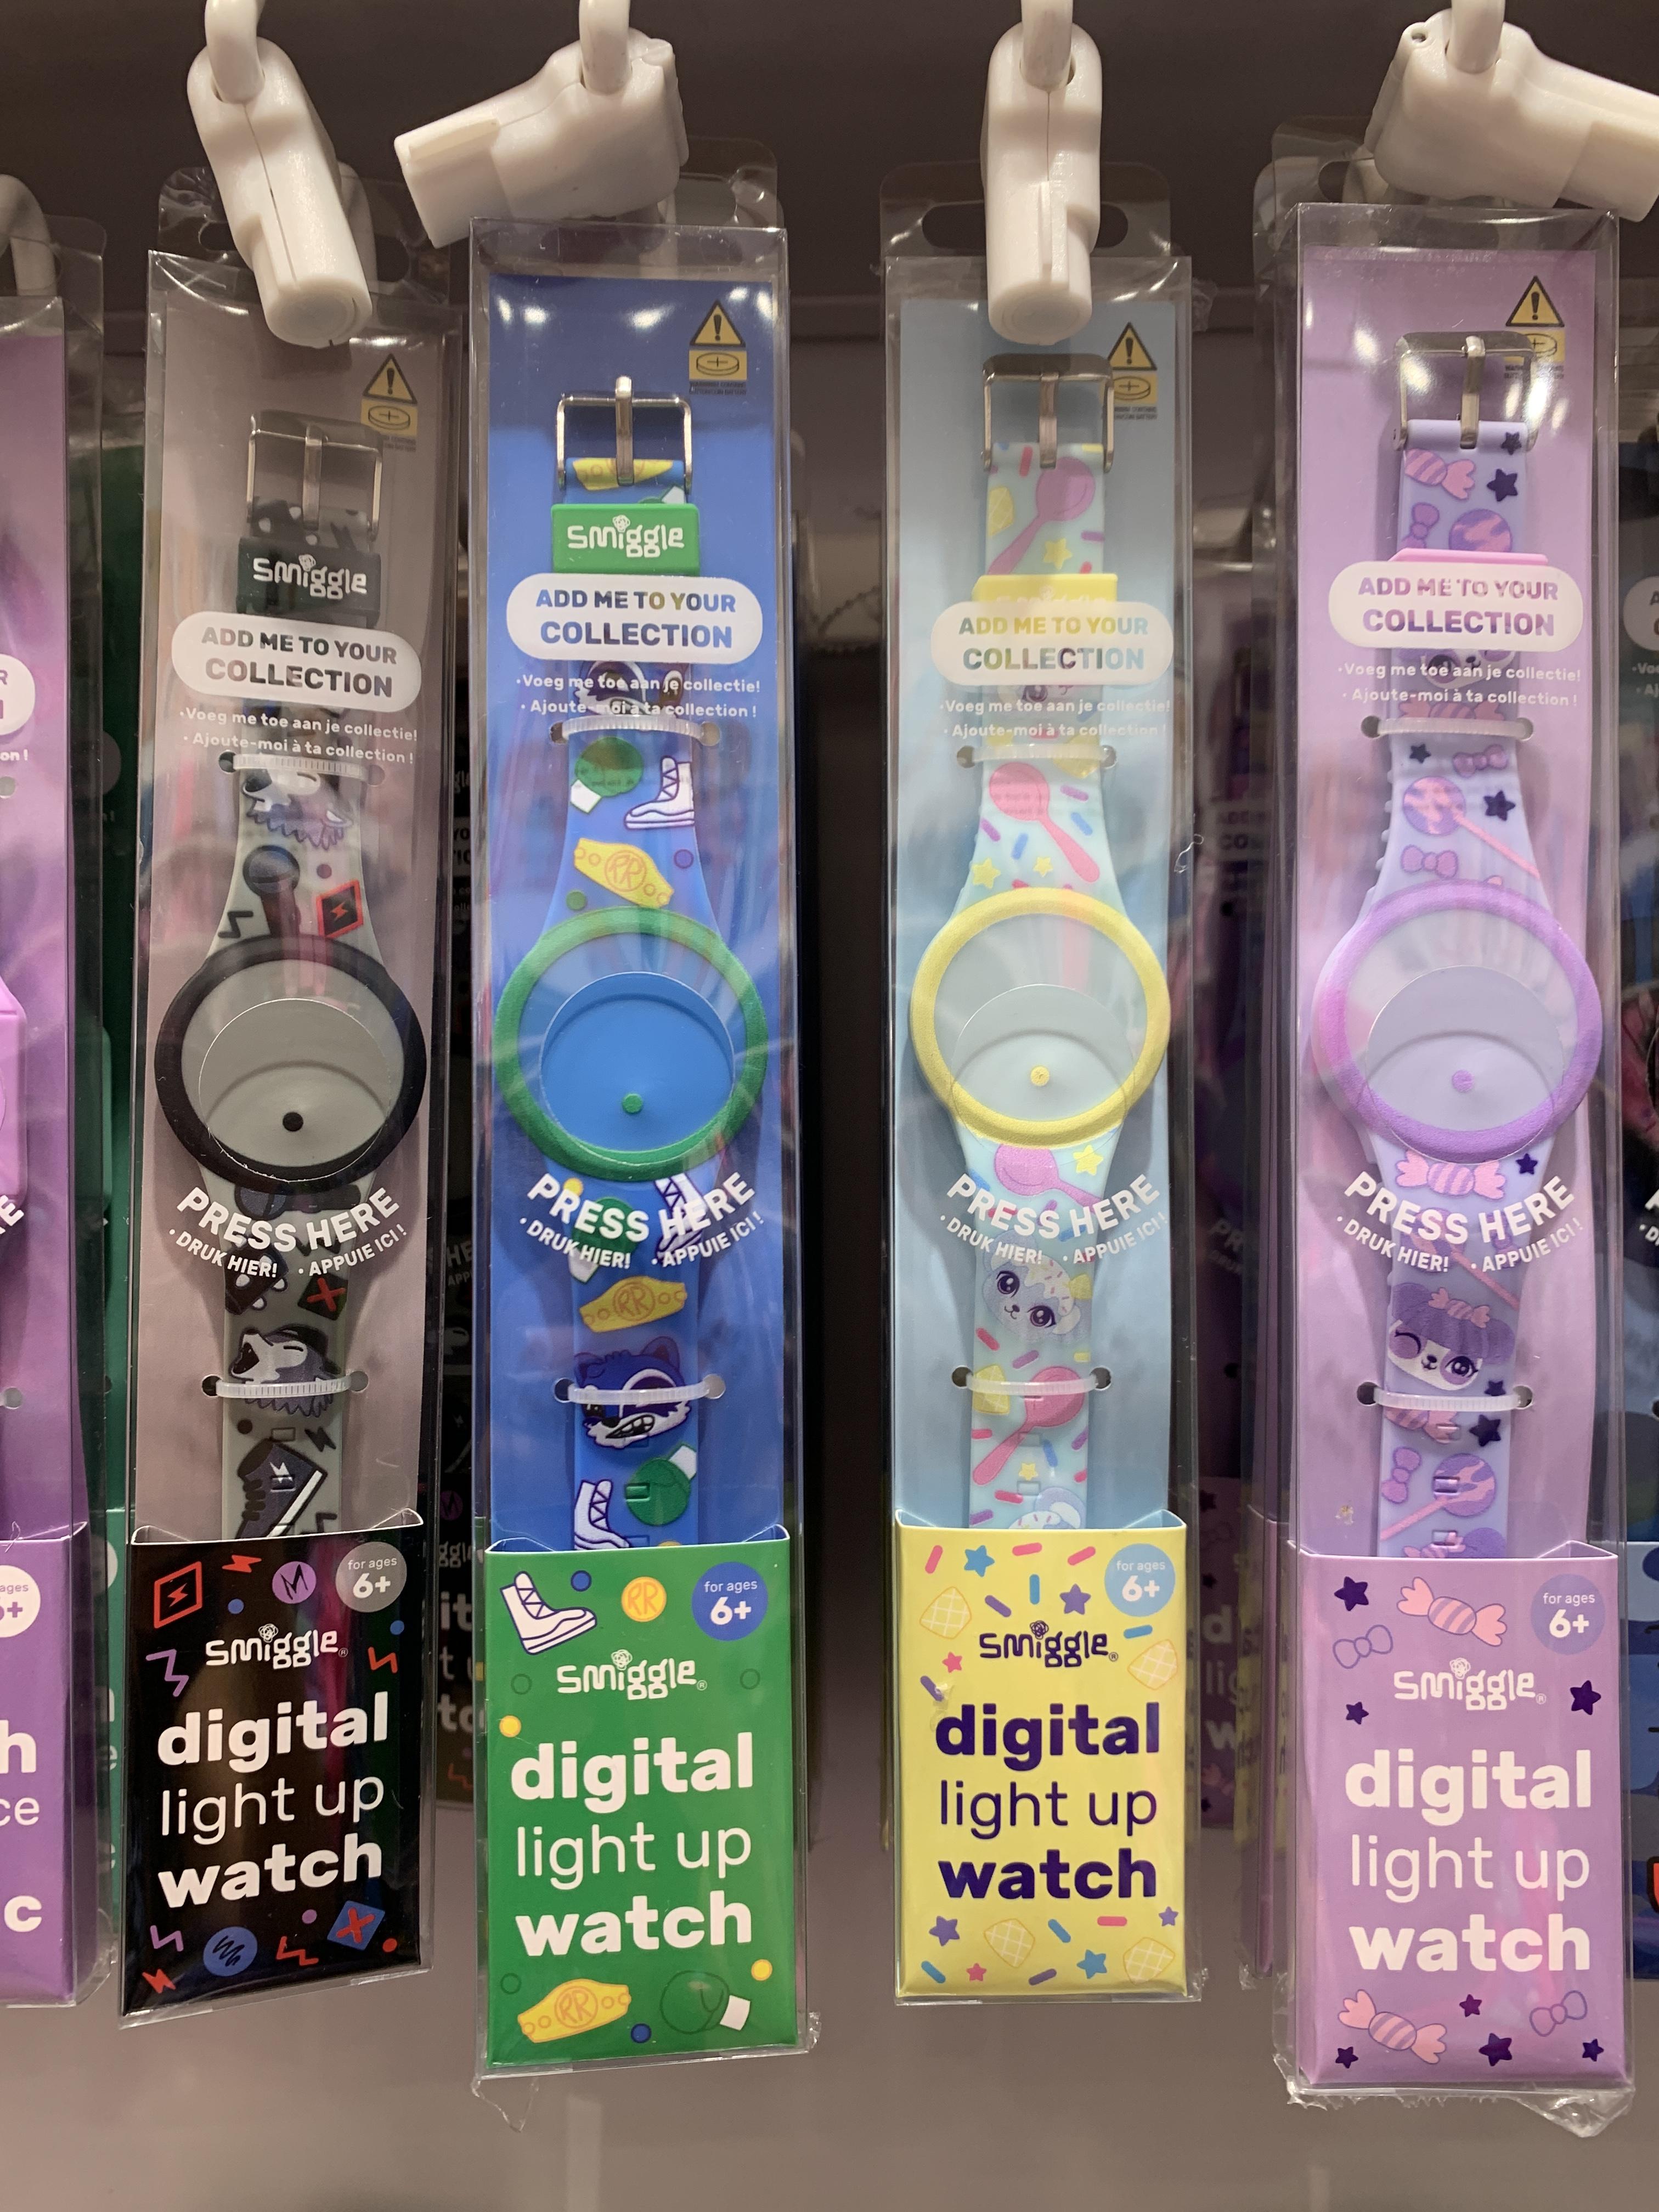 smiggle
ADD ME TO YOUR
COLLECTION
•Voeg me toe aan je collectie!
• Ajoute-moi à ta collection !
PRESS HERE
•DRUK HIER!
• APPUIE ICI !
for ages
6+
smiggle®
digital
light up
watch
smiggle
ADD ME TO YOUR
COLLECTION
•Voeg me toe aan je collectie!
• Ajoute-moi à ta collection !
RR
PRESS HERE
•DRUK HIER!
• APPUIE ICI !
RR
RR
for ages
6+
smiggle®
digital
light up
watch
RR
ADD ME TO YOUR
COLLECTION
•Voeg me toe aan je collectie!
• Ajoute-moi à ta collection !
PRESS HERE
•DRUK HIER!
• APPUIE ICI !
for ages
6+
smiggle®
digital
light up
watch
ADD ME TO YOUR
COLLECTION
•Voeg me toe aan je collectie!
• Ajoute-moi à ta collection !
PRESS HERE
•DRUK HIER!
• APPUIE ICI !
for ages
6+
smiggle®
digital
light up
watch